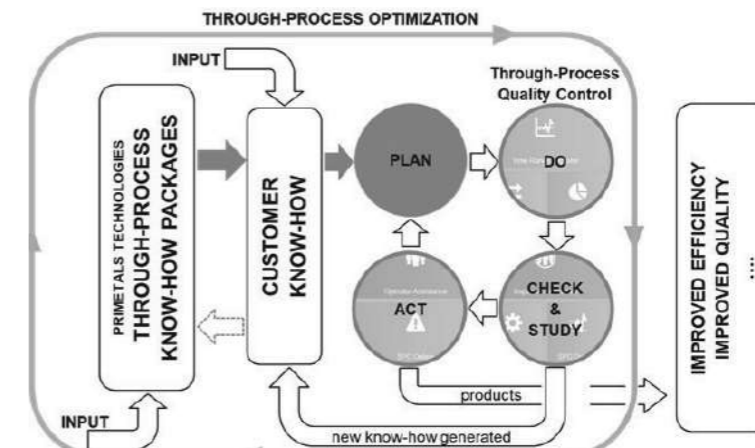 THROUGH-PROCESS OPTIMIZATION
INPUT
Through-Process
Quality Control
PRIMETALS TECHNOLOGIES
THROUGH-PROCESS
KNOW-HOW PACKAGES
CUSTOMER
KNOW-HOW
PLAN
DO
ACT
CHECK
&
STUDY
IMPROVED EFFICIENCY
IMPROVED QUALITY
....
products
INPUT
new know-how generated